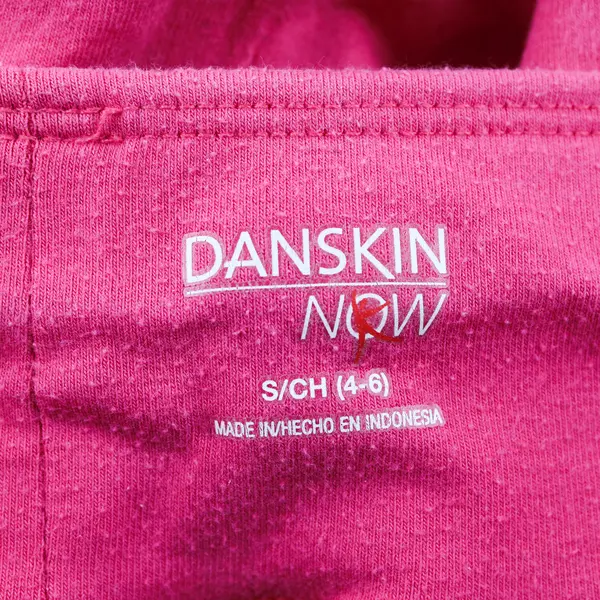 DANSKIN
NOW
S/CH (4-6)
MADE IN/HECHO EN INDONESIA